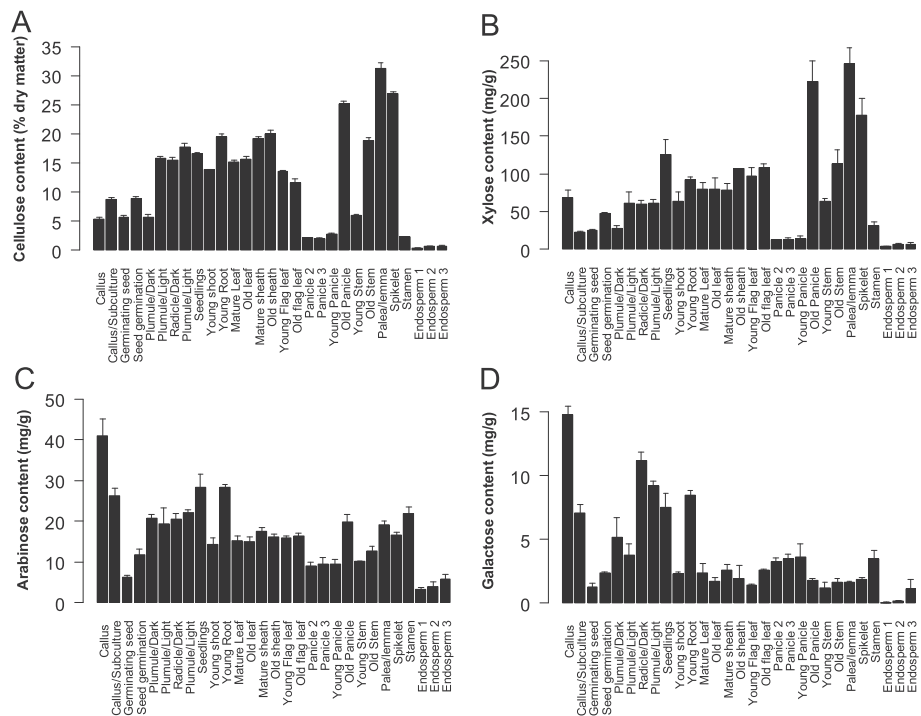 A
Cellulose content (% dry matter)
35
30
25
20
15
10
5
0
Callus
Callus/Subculture
Germinating seed
Seed germination
Plumule/Dark
Plumule/Light
Radicle/Dark
Plumule/Light
Seedlings
Young shoot
Young Root
Mature Leaf
Old leaf
Mature sheath
Old sheath
Young Flag leaf
Old flag leaf
Panicle 2
Panicle 3
Young Panicle
Old Panicle
Young Stem
Old Stem
Palea/lemma
Spikelet
Stamen
Endosperm 1
Endosperm 2
Endosperm 3
B
Xylose content (mg/g)
250
200
150
100
50
0
Callus
Callus/Subculture
Germinating seed
Seed germination
Plumule/Dark
Plumule/Light
Radicle/Dark
Plumule/Light
Seedlings
Young shoot
Young Root
Mature Leaf
Old leaf
Mature sheath
Old sheath
Young Flag leaf
Old flag leaf
Panicle 2
Panicle 3
Young Panicle
Old Panicle
Young Stem
Old Stem
Palea/lemma
Spikelet
Stamen
Endosperm 1
Endosperm 2
Endosperm 3
C
Arabinose content (mg/g)
50
40
30
20
10
0
Callus
Callus/Subculture
Germinating seed
Seed germination
Plumule/Dark
Plumule/Light
Radicle/Dark
Plumule/Light
Seedlings
Young shoot
Young Root
Mature Leaf
Old leaf
Mature sheath
Old sheath
Young Flag leaf
Old flag leaf
Panicle 2
Panicle 3
Young Panicle
Old Panicle
Young Stem
Old Stem
Palea/lemma
Spikelet
Stamen
Endosperm 1
Endosperm 2
Endosperm 3
D
Galactose content (mg/g)
15
10
5
0
Callus
Callus/Subculture
Germinating seed
Seed germination
Plumule/Dark
Plumule/Light
Radicle/Dark
Plumule/Light
Seedlings
Young shoot
Young Root
Mature Leaf
Old leaf
Mature sheath
Old sheath
Young Flag leaf
Old flag leaf
Panicle 2
Panicle 3
Young Panicle
Old Panicle
Young Stem
Old Stem
Palea/lemma
Spikelet
Stamen
Endosperm 1
Endosperm 2
Endosperm 3